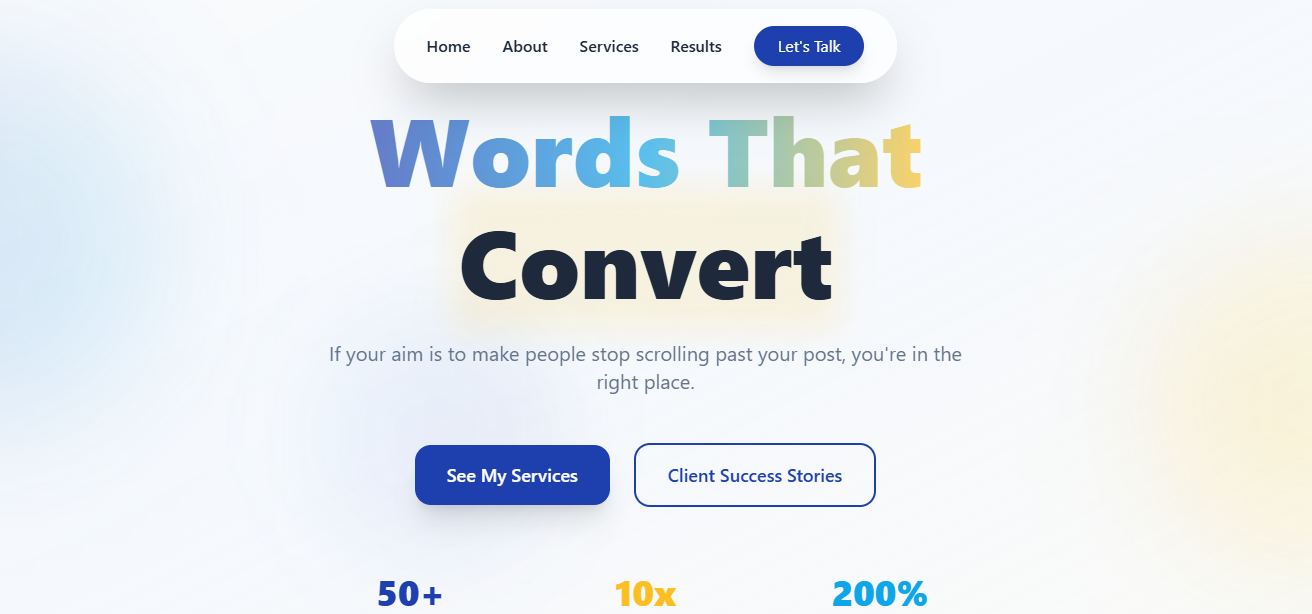 Home About Services Results Let's Talk
Words That
Convert
If your aim is to make people stop scrolling past your post, you're in the
right place.
See My Services Client Success Stories
50+ 10x 200%